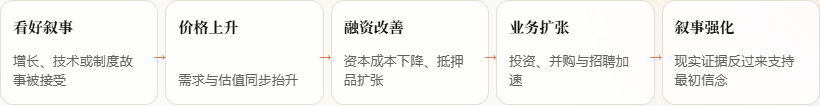 看好叙事
增长、技术或制度故
事被接受
价格上升
需求与估值同步抬升
融资改善
资本成本下降、抵押
品扩张
业务扩张
投资、并购与招聘加
速
叙事强化
现实证据反过来支持
最初信念